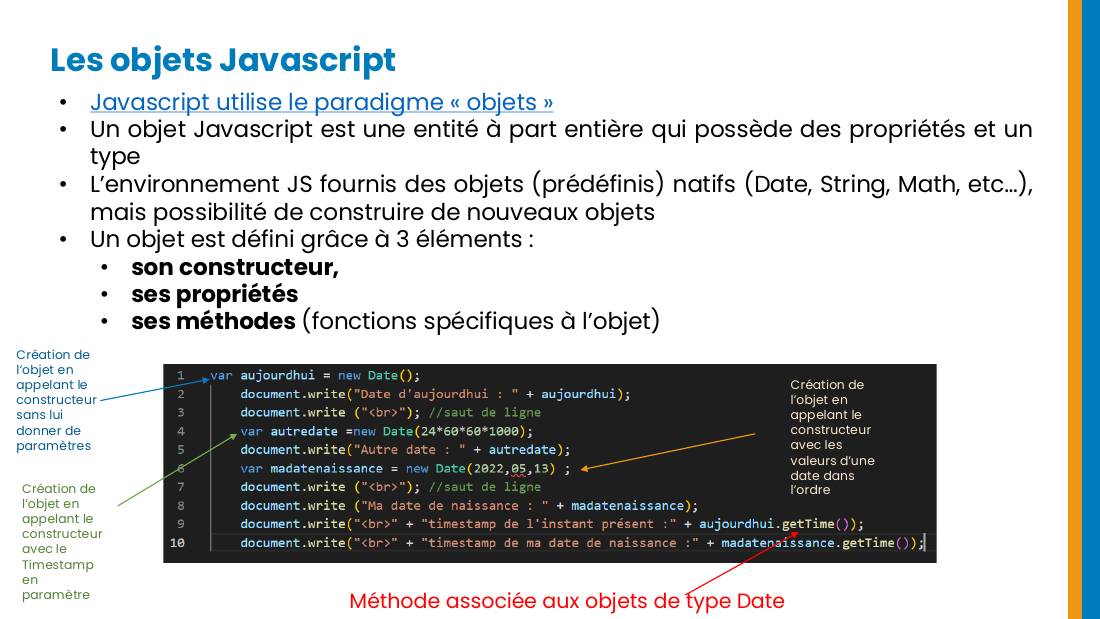 Les objets Javascript
• Javascript utilise le paradigme « objets »
• Un objet Javascript est une entité à part entière qui possède des propriétés et un
type
• L’environnement JS fournis des objets (prédéfinis) natifs (Date, String, Math, etc…),
mais possibilité de construire de nouveaux objets
• Un objet est défini grâce à 3 éléments :
• son constructeur,
• ses propriétés
• ses méthodes (fonctions spécifiques à l’objet)
Création de
l’objet en
appelant le
constructeur
sans lui
donner de
paramètres
Création de
l’objet en
appelant le
constructeur
avec le
Timestamp
en
paramètre
1 var aujourdhui = new Date();
2 document.write("Date d'aujourdhui : " + aujourdhui);
3 document.write ("<br>"); //saut de ligne
4 var autredate =new Date(24*60*60*1000);
5 document.write("Autre date : " + autredate);
6 var madatenaissance = new Date(2022,05,13) ;
7 document.write ("<br>"); //saut de ligne
8 document.write ("Ma date de naissance : " + madatenaissance);
9 document.write("<br>" + "timestamp de l'instant présent :" + aujourdhui.getTime());
10 document.write("<br>" + "timestamp de ma date de naissance :" + madatenaissance.getTime());
Création de
l’objet en
appelant le
constructeur
avec les
valeurs d’une
date dans
l’ordre
Méthode associée aux objets de type Date